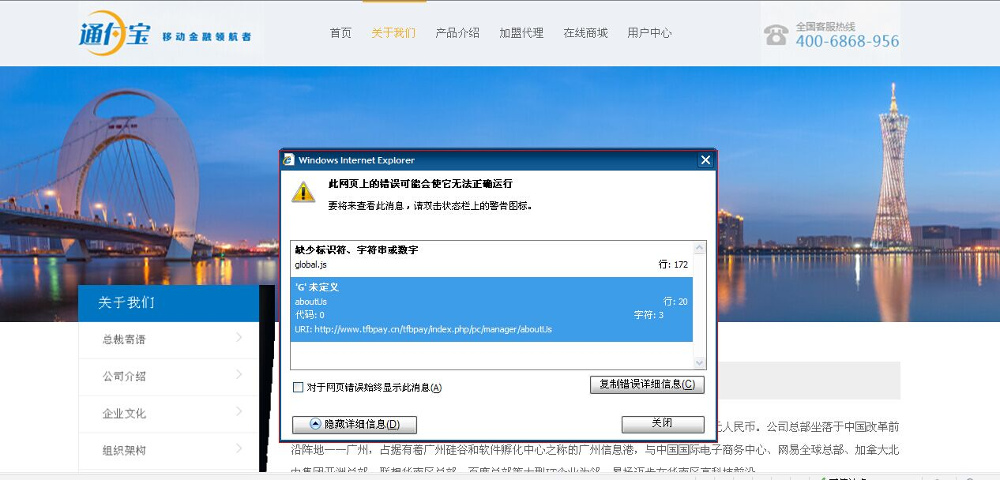 通付宝 移动金融领航者
首页 关于我们 产品介绍 加盟代理 在线商城 用户中心
全国客服热线
400-6868-956
Windows Internet Explorer
此网页上的错误可能会使它无法正确运行
要将来查看此消息，请双击状态栏上的警告图标。
缺少标识符、字符串或数字
global.js 行: 172
'G' 未定义
aboutUs 行: 20
代码: 0 字符: 3
URI: http://www.tfbpay.cn/tfbpay/index.php/pc/manager/aboutUs
对于网页错误始终显示此消息(A)
复制错误详细信息(C)
隐藏详细信息(D) 关闭
关于我们
总裁寄语
公司介绍
企业文化
组织架构
人民币。公司总部坐落于中国改革前
沿阵地一一广州，占据有着广州硅谷和软件孵化中心之称的广州信息港，与中国国际电子商务中心、网易全球总部、加拿大北